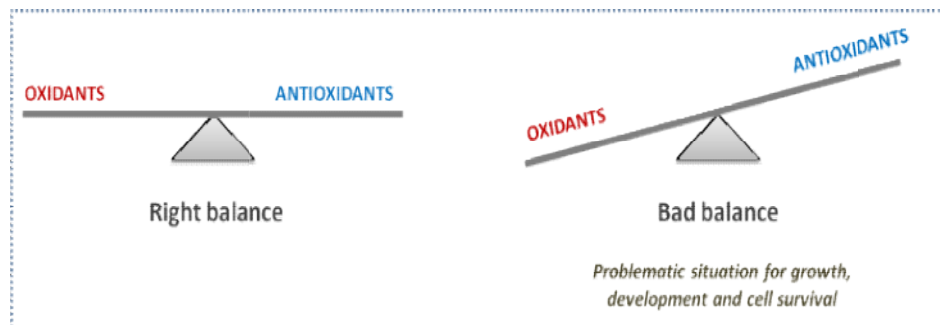 OXIDANTS
ANTIOXIDANTS
Right balance
OXIDANTS
ANTIOXIDANTS
Bad balance
Problematic situation for growth,
development and cell survival